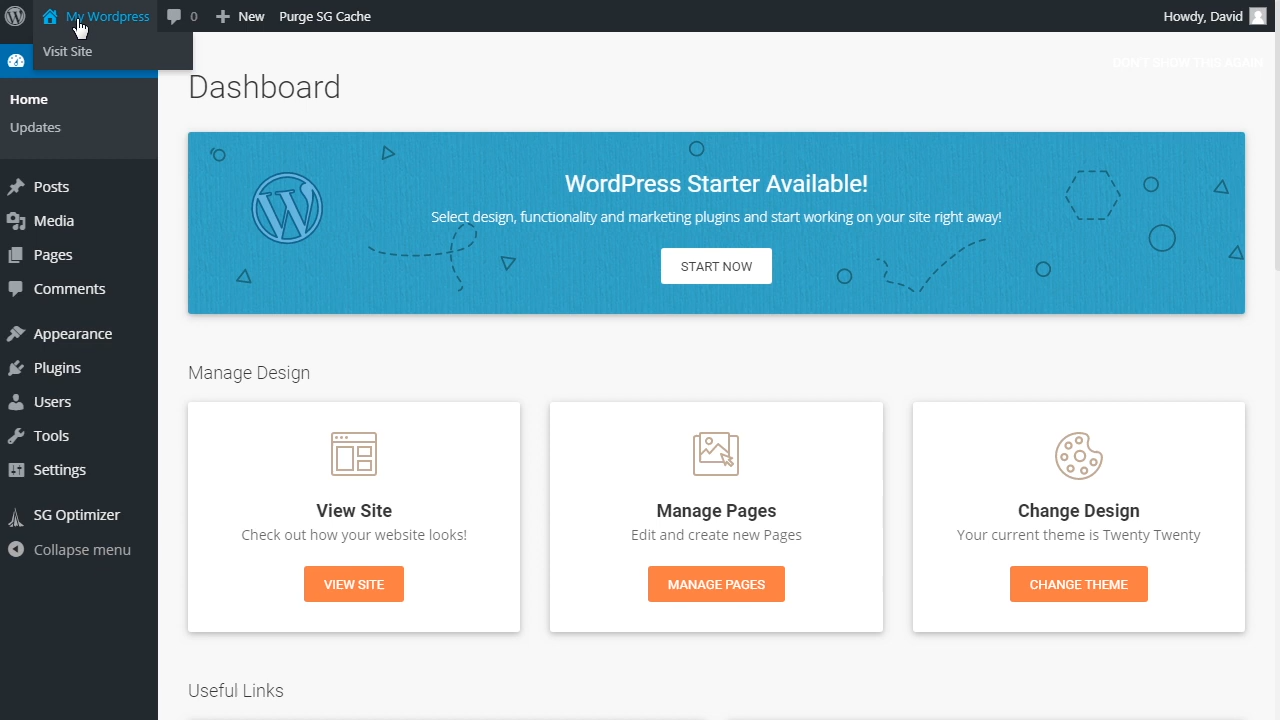 My Wordpress
0
New
Purge SG Cache
Howdy, David
Visit Site
DON'T SHOW THIS AGAIN
Dashboard
Home
Updates
Posts
Media
Pages
Comments
Appearance
Plugins
Users
Tools
Settings
SG Optimizer
Collapse menu
WordPress Starter Available!
Select design, functionality and marketing plugins and start working on your site right away!
START NOW
Manage Design
View Site
Check out how your website looks!
VIEW SITE
Manage Pages
Edit and create new Pages
MANAGE PAGES
Change Design
Your current theme is Twenty Twenty
CHANGE THEME
Useful Links